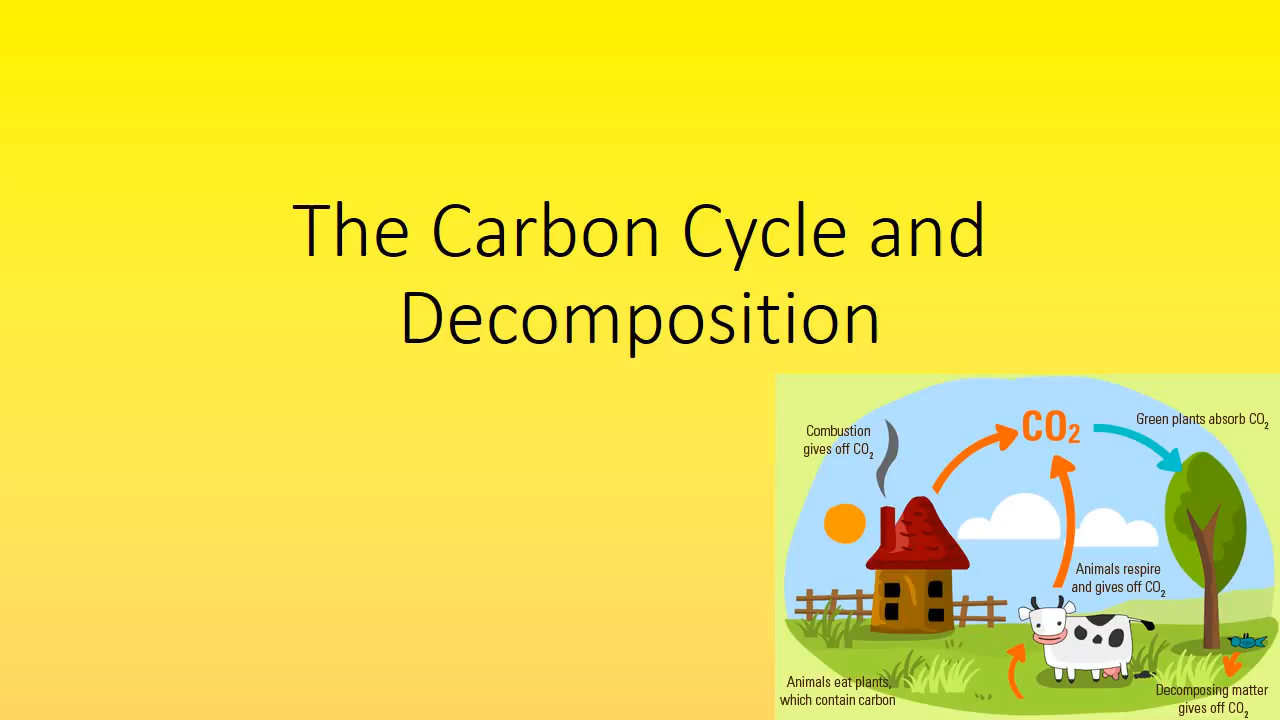 The Carbon Cycle and
Decomposition
Combustion
gives off CO₂
CO₂
Green plants absorb CO₂
Animals respire
and gives off CO₂
Animals eat plants,
which contain carbon
Decomposing matter
gives off CO₂